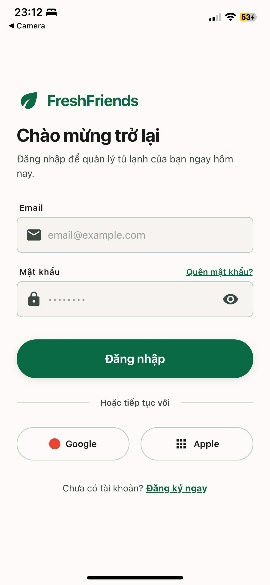 23:12
53+
◀ Camera
FreshFriends
Chào mừng trở lại
Đăng nhập để quản lý tủ lạnh của bạn ngay hôm
nay.
Email
email@example.com
Mật khẩu Quên mật khẩu?
Đăng nhập
Hoặc tiếp tục với
Google Apple
Chưa có tài khoản? Đăng ký ngay